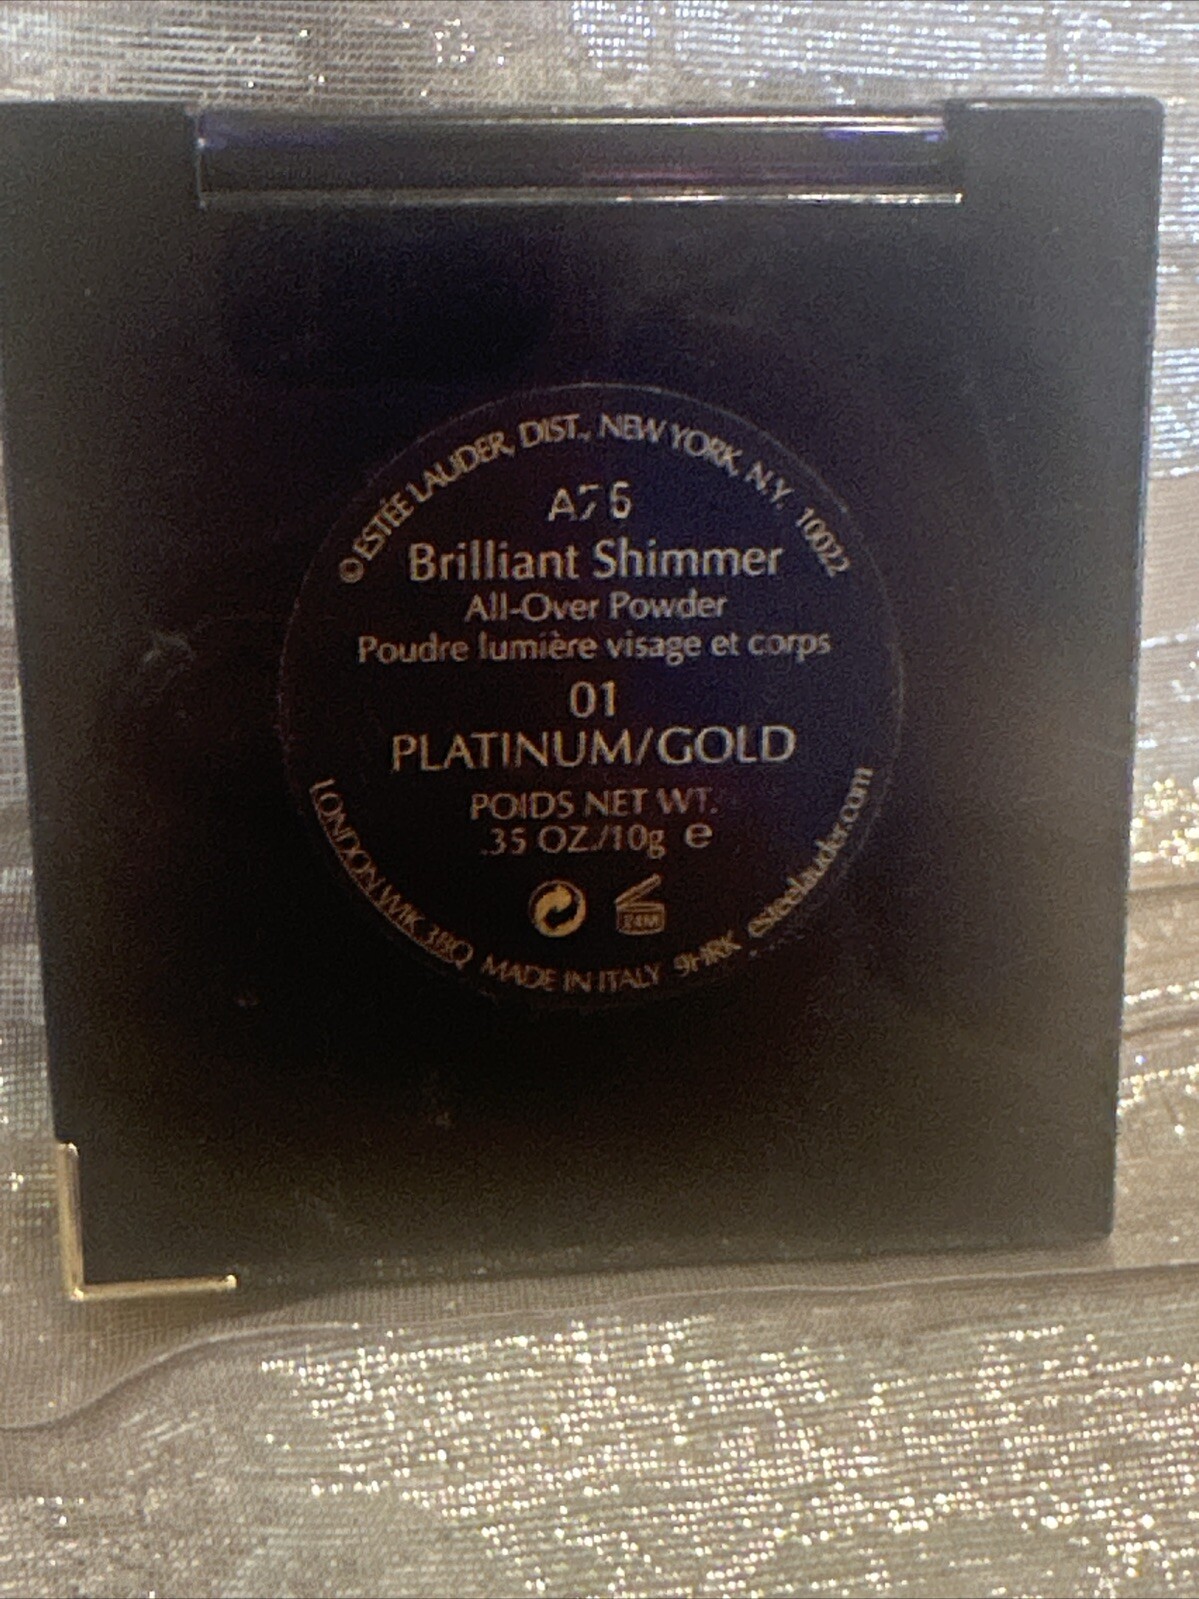 © ESTÉE LAUDER, DIST., NEW YORK, N.Y. 10022
A76
Brilliant Shimmer
All-Over Powder
Poudre lumière visage et corps
01
PLATINUM/GOLD
POIDS NET WT.
.35 OZ./10g e
24M
LONDON W1K 3BQ MADE IN ITALY 9HRK esteelauder.com